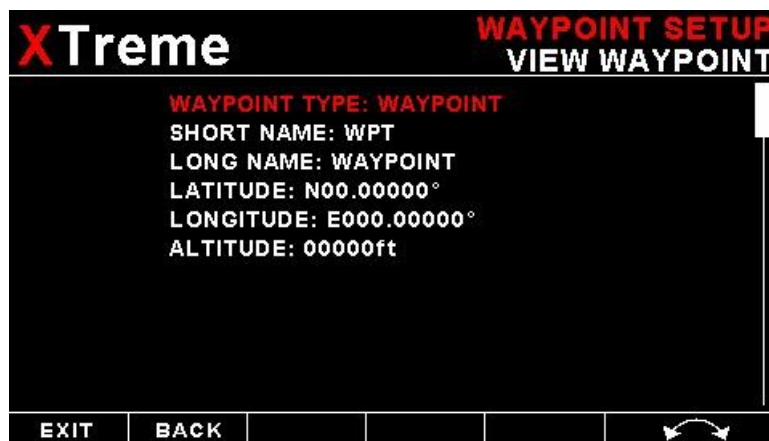 XTreme
WAYPOINT SETUP
VIEW WAYPOINT
WAYPOINT TYPE: WAYPOINT
SHORT NAME: WPT
LONG NAME: WAYPOINT
LATITUDE: N00.00000°
LONGITUDE: E000.00000°
ALTITUDE: 00000ft
EXIT BACK